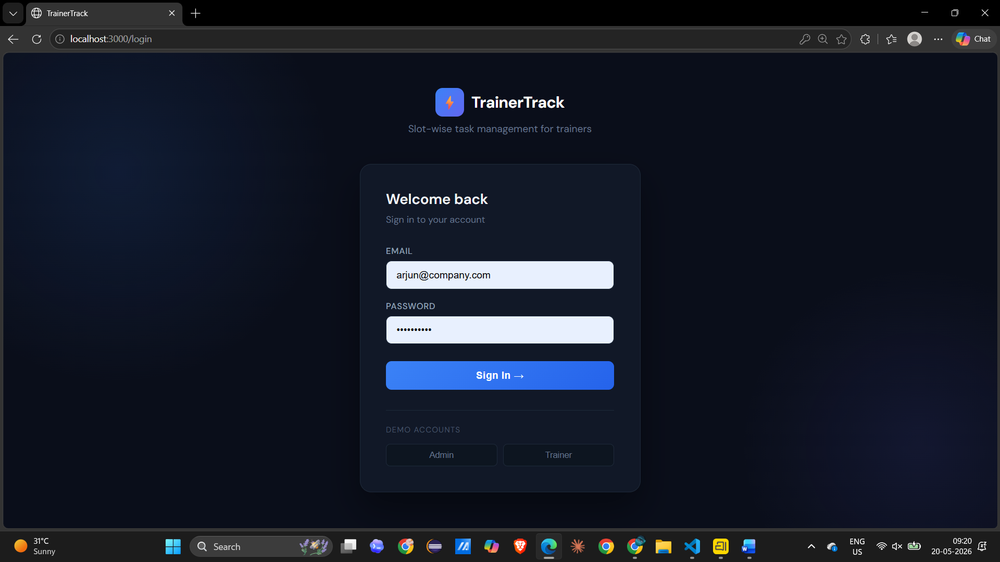 TrainerTrack
localhost:3000/login
Chat
TrainerTrack
Slot-wise task management for trainers
Welcome back
Sign in to your account
EMAIL
arjun@company.com
PASSWORD
••••••••••
Sign In →
DEMO ACCOUNTS
Admin
Trainer
31°C
Sunny
Search
ENG
US
09:20
20-05-2026